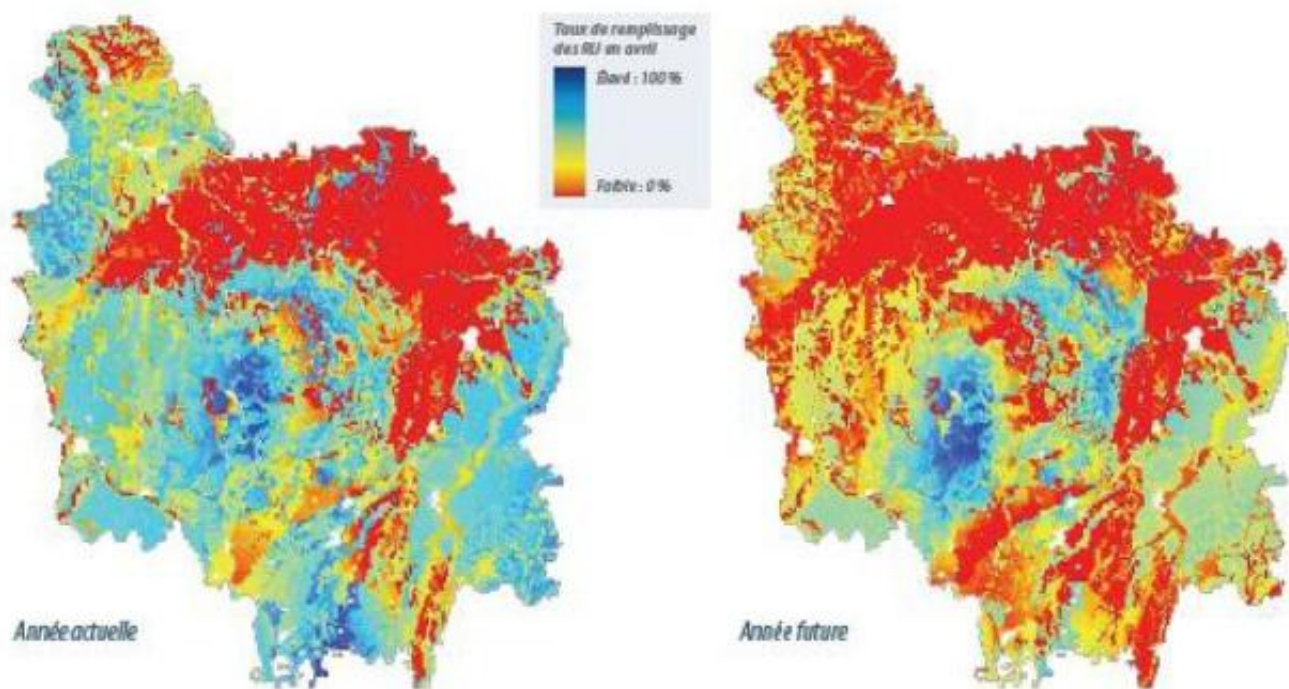 Taux de remplissage
des RU en avril
Élevé : 100 %
Faible : 0 %
Année actuelle
Année future